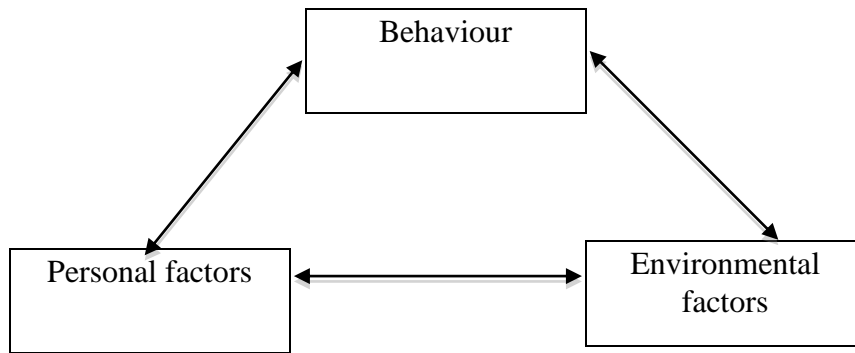 Behaviour
Personal factors
Environmental
factors